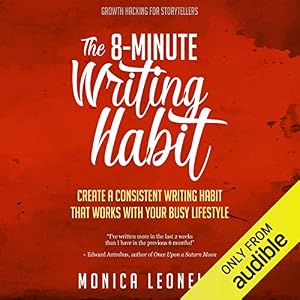 GROWTH HACKING FOR STORYTELLERS
The 8-MINUTE
Writing
Habit
CREATE A CONSISTENT WRITING HABIT
THAT WORKS WITH YOUR BUSY LIFESTYLE
"I've written more in the last 2 weeks
than I have in the previous 6 months!"
- Edward Antrobus, author of Once Upon a Saturn Moon
MONICA LEONE
ONLY FROM
audible